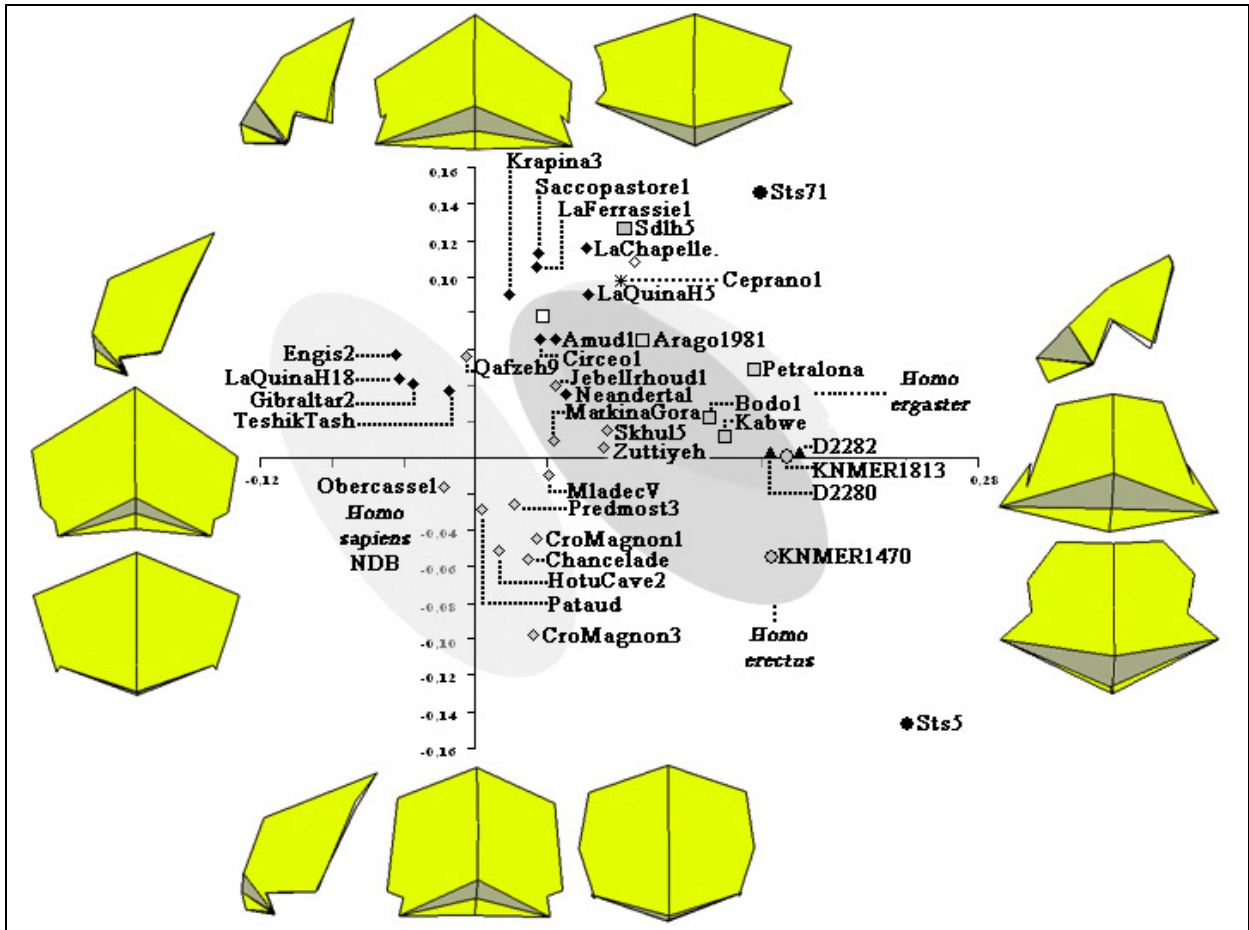 Krapina3
0,16
Saccopastore1
Sts71
LaFerrassie1
0,14
Sdlh5
0,12
LaChapelle.
0,10
Ceprano1
LaQuinaH5
Engis2
Amud1
Arago1981
Circeo1
Qafzeh9
LaQuinaH18
JebelIrhoud1
Petralona
Homo
ergaster
Gibraltar2
Neandertal
Bodo1
MarkinaGora
Kabwe
TeshikTash
Skhul5
Zuttiyeh
D2282
-0,12
KNMER1813
0,28
Obercassel
MladecV
D2280
Homo
sapiens
NDB
Predmost3
-0,04
CroMagnon1
KNMER1470
-0,06
Chancelade
HotuCave2
-0,08
Pataud
Homo
erectus
-0,10
CroMagnon3
-0,12
-0,14
Sts5
-0,16